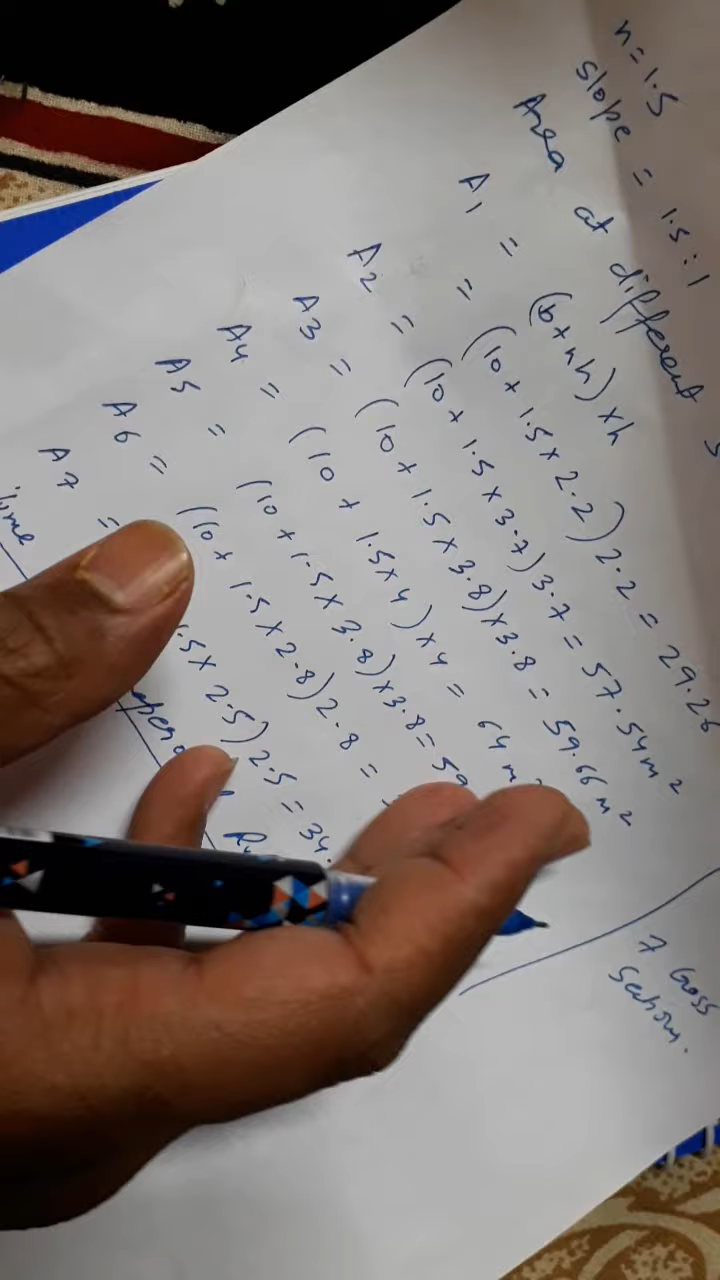 n = 1.5
slope = 1.5 : 1
Area at different
A1 = (b + nh) × h
= (10 + 1.5 × 2.2) 2.2 = 29.26
A2 = (10 + 1.5 × 3.7) 3.7 = 57.54 m²
A3 = (10 + 1.5 × 3.8) × 3.8 = 59.66 m²
A4 = (10 + 1.5 × 4) × 4 = 64 m²
A5 = (10 + 1.5 × 3.8) × 3.8 = 59
A6 = (10 + 1.5 × 2.8) 2.8 =
A7 = .5 × 2.5) 2.5 = 34.
7 Cross
Section.